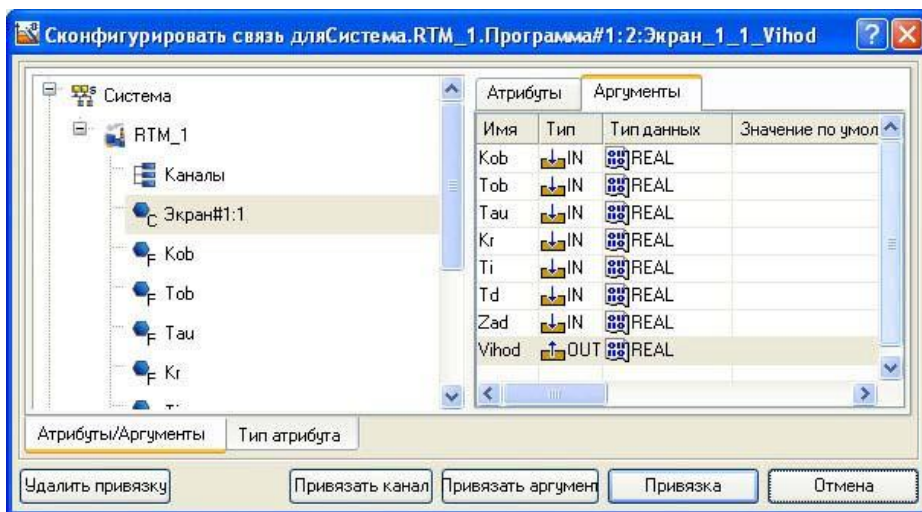 Сконфигурировать связь дляСистема.RTM_1.Программа#1:2:Экран_1_1_Vihod
Система
RTM_1
Каналы
Экран#1:1
Kob
Tob
Tau
Kr
Атрибуты Аргументы
Имя Тип Тип данных Значение по умол
Kob IN REAL
Tob IN REAL
Tau IN REAL
Kr IN REAL
Ti IN REAL
Td IN REAL
Zad IN REAL
Vihod OUT REAL
Атрибуты/Аргументы Тип атрибута
Удалить привязку Привязать канал Привязать аргумент Привязка Отмена